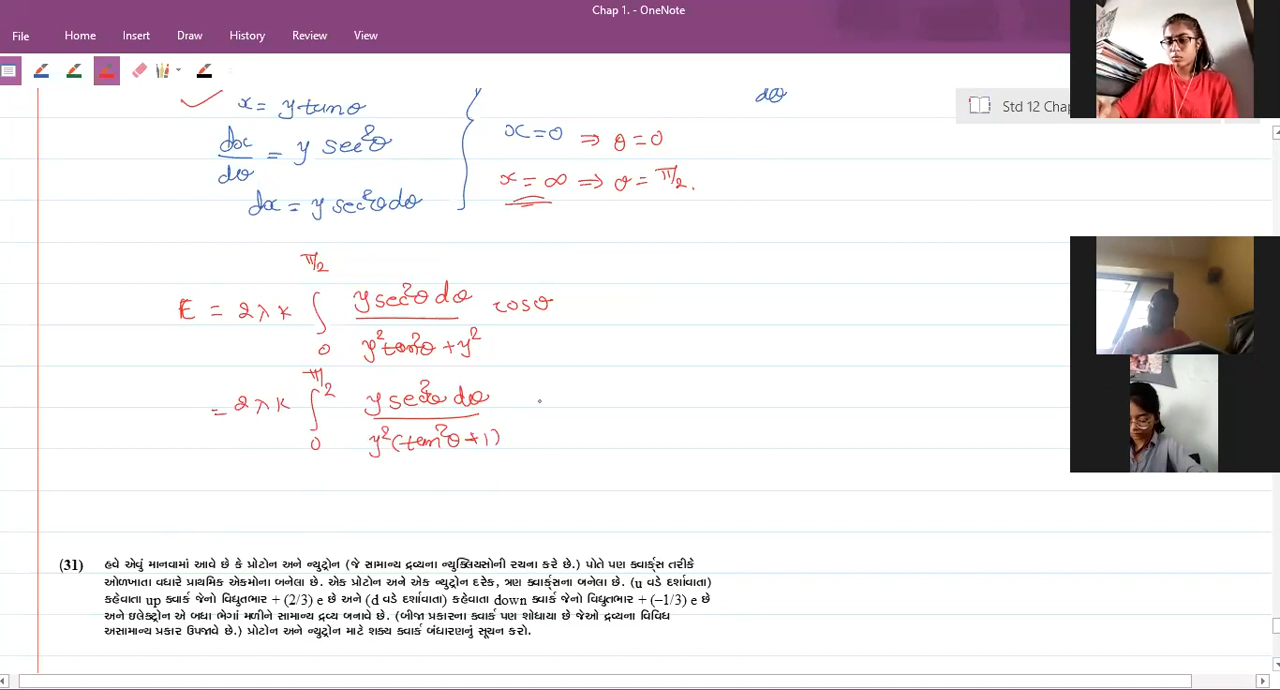 Chap 1. - OneNote
File Home Insert Draw History Review View
Std 12 Chap
x = y tanθ
dx/dθ = y sec²θ
dx = y sec²θ dθ
dθ
x = 0 ⇒ θ = 0
x = ∞ ⇒ θ = π/2.
E = 2λk ∫₀^π/2 y sec²θ dθ / y² tan²θ + y² cosθ
= 2λk ∫₀^π/2 y sec²θ dθ / y²(tan²θ + 1)
(31) હવે એવું માનવામાં આવે છે કે પ્રોટોન અને ન્યુટ્રોન (જે સામાન્ય દ્રવ્યના ન્યુક્લિયસોની રચના કરે છે.) પોતે પણ ક્વાર્ક્સ તરીકે
ઓળખાતા વધારે પ્રાથમિક એકમોના બનેલા છે. એક પ્રોટોન અને એક ન્યુટ્રોન દરેક, ત્રણ ક્વાર્ક્સના બનેલા છે. (u વડે દર્શાવાતા)
કહેવાતા up ક્વાર્ક જેનો વિધુતભાર + (2/3) e છે અને (d વડે દર્શાવાતા) કહેવાતા down ક્વાર્ક જેનો વિધુતભાર + (–1/3) e છે
અને ઇલેક્ટ્રોન એ બધા ભેગાં મળીને સામાન્ય દ્રવ્ય બનાવે છે. (બીજા પ્રકારના ક્વાર્ક પણ શોધાયા છે જેઓ દ્રવ્યના વિવિધ
અસામાન્ય પ્રકાર ઉપજાવે છે.) પ્રોટોન અને ન્યુટ્રોન માટે શક્ય ક્વાર્ક બંધારણનું સૂચન કરો.